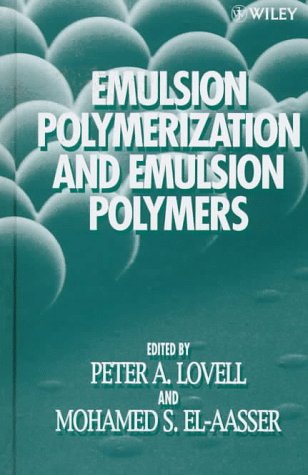 WILEY
EMULSION
POLYMERIZATION
AND EMULSION
POLYMERS
EDITED BY
PETER A. LOVELL
AND
MOHAMED S. EL-AASSER